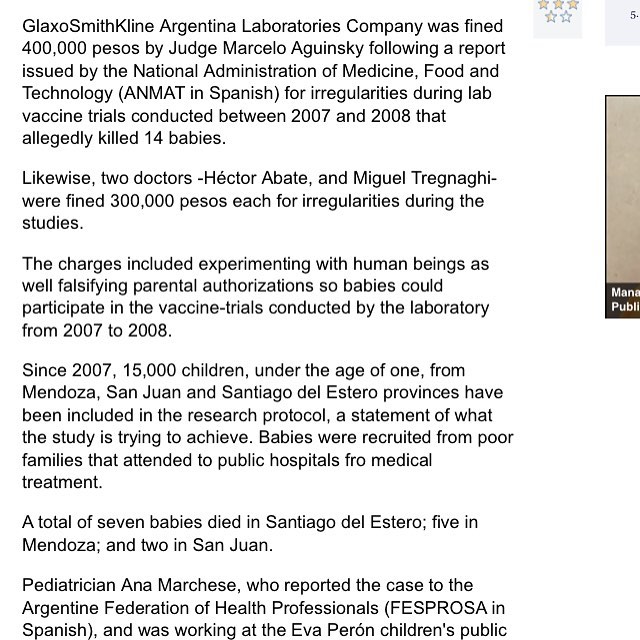 GlaxoSmithKline Argentina Laboratories Company was fined
400,000 pesos by Judge Marcelo Aguinsky following a report
issued by the National Administration of Medicine, Food and
Technology (ANMAT in Spanish) for irregularities during lab
vaccine trials conducted between 2007 and 2008 that
allegedly killed 14 babies.
Likewise, two doctors -Héctor Abate, and Miguel Tregnaghi-
were fined 300,000 pesos each for irregularities during the
studies.
The charges included experimenting with human beings as
well falsifying parental authorizations so babies could
participate in the vaccine-trials conducted by the laboratory
from 2007 to 2008.
Since 2007, 15,000 children, under the age of one, from
Mendoza, San Juan and Santiago del Estero provinces have
been included in the research protocol, a statement of what
the study is trying to achieve. Babies were recruited from poor
families that attended to public hospitals fro medical
treatment.
A total of seven babies died in Santiago del Estero; five in
Mendoza; and two in San Juan.
Pediatrician Ana Marchese, who reported the case to the
Argentine Federation of Health Professionals (FESPROSA in
Spanish), and was working at the Eva Perón children's public
5.
Mana
Publi